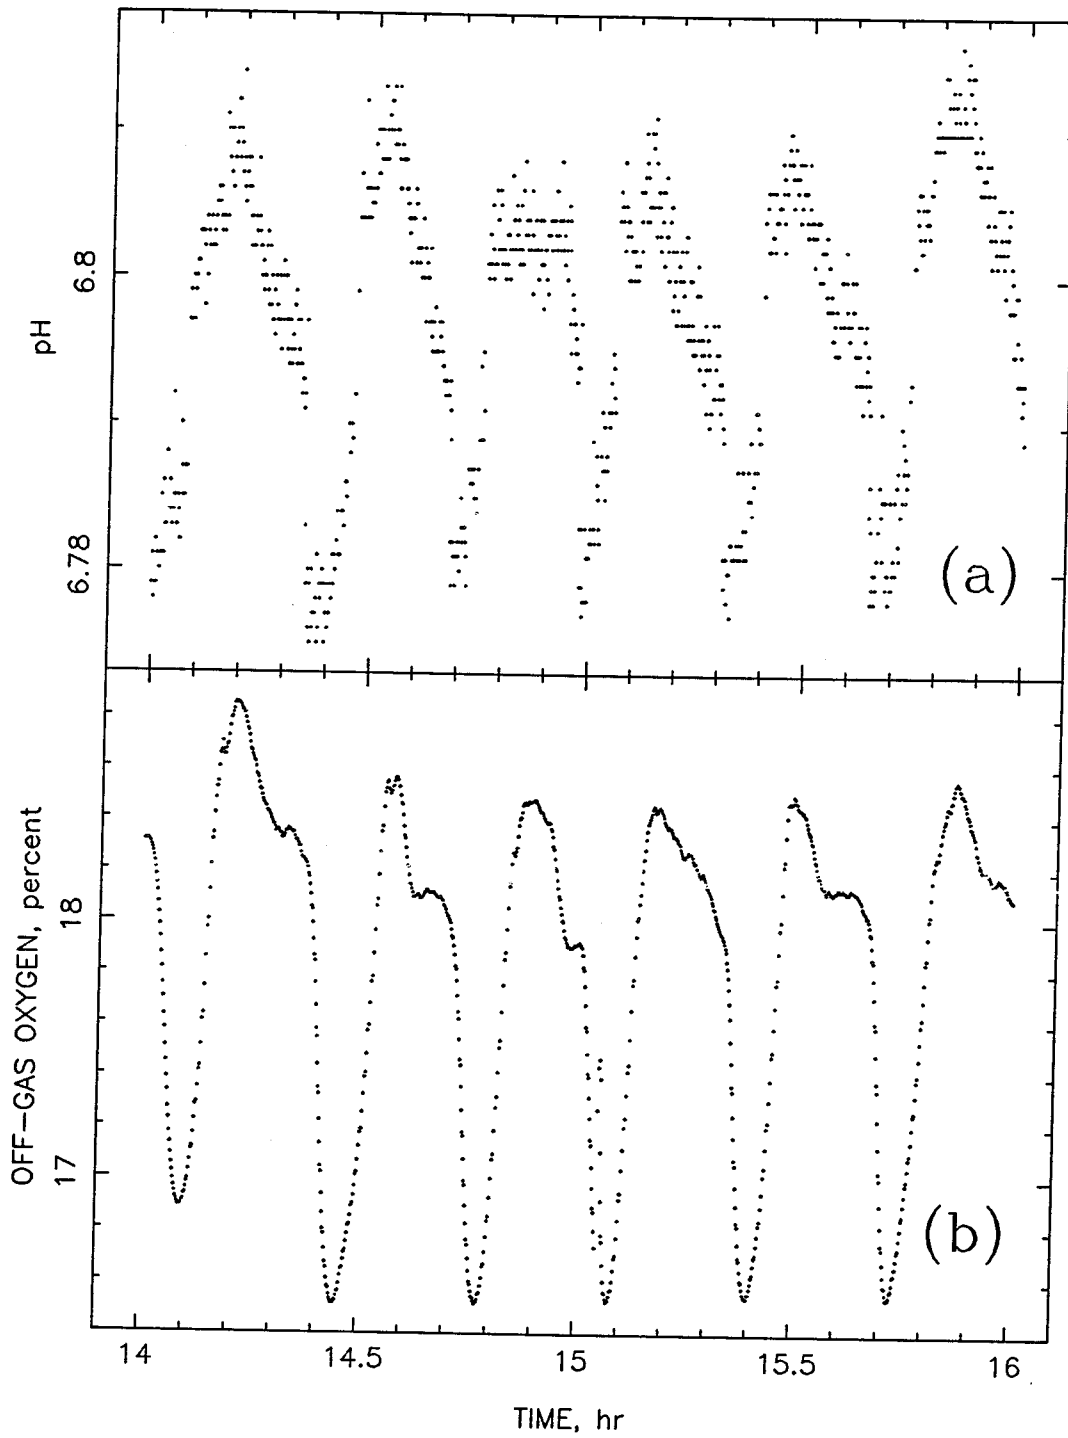 6.8
pH
6.78
(a)
OFF-GAS OXYGEN, percent
18
17
(b)
14
14.5
15
15.5
16
TIME, hr